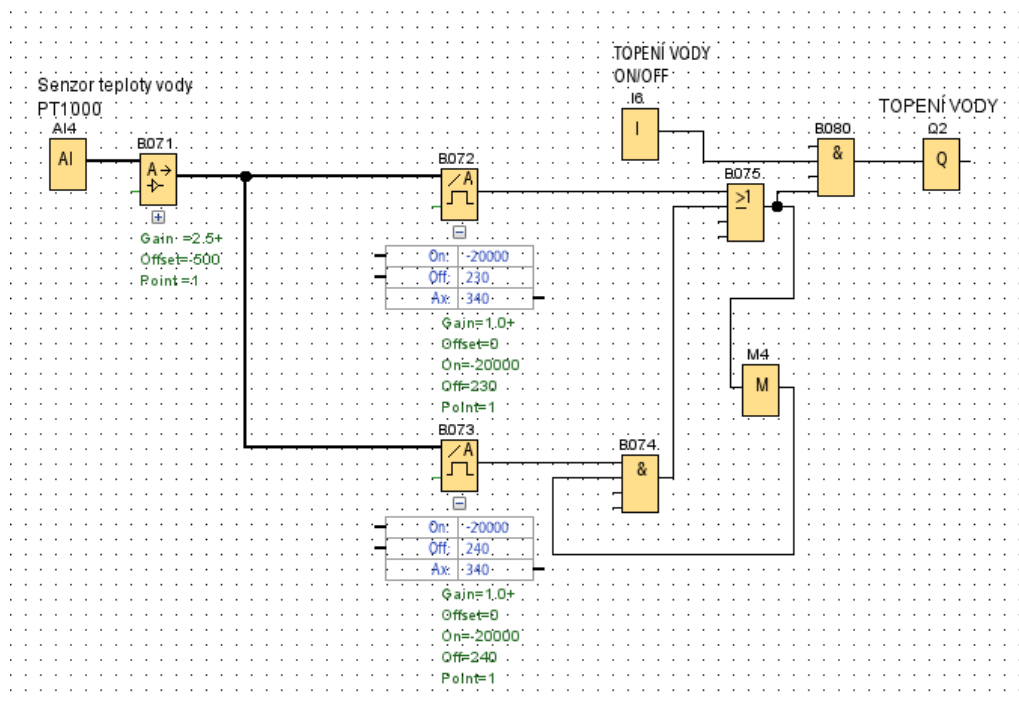 TOPENÍ VODY
ON/OFF
Senzor teploty vody
PT1000
I6
I
TOPENÍ VODY
AI4
AI
B071
A→
B072
/A
B075
≥1
B080
&
Q2
Q
Gain =2.5+
Offset=-500
Point=1
On: -20000
Off: 230
Ax: 340
Gain=1.0+
Offset=0
On=-20000
Off=230
Point=1
M4
M
B073
/A
B074
&
On: -20000
Off: 240
Ax: 340
Gain=1.0+
Offset=0
On=-20000
Off=240
Point=1